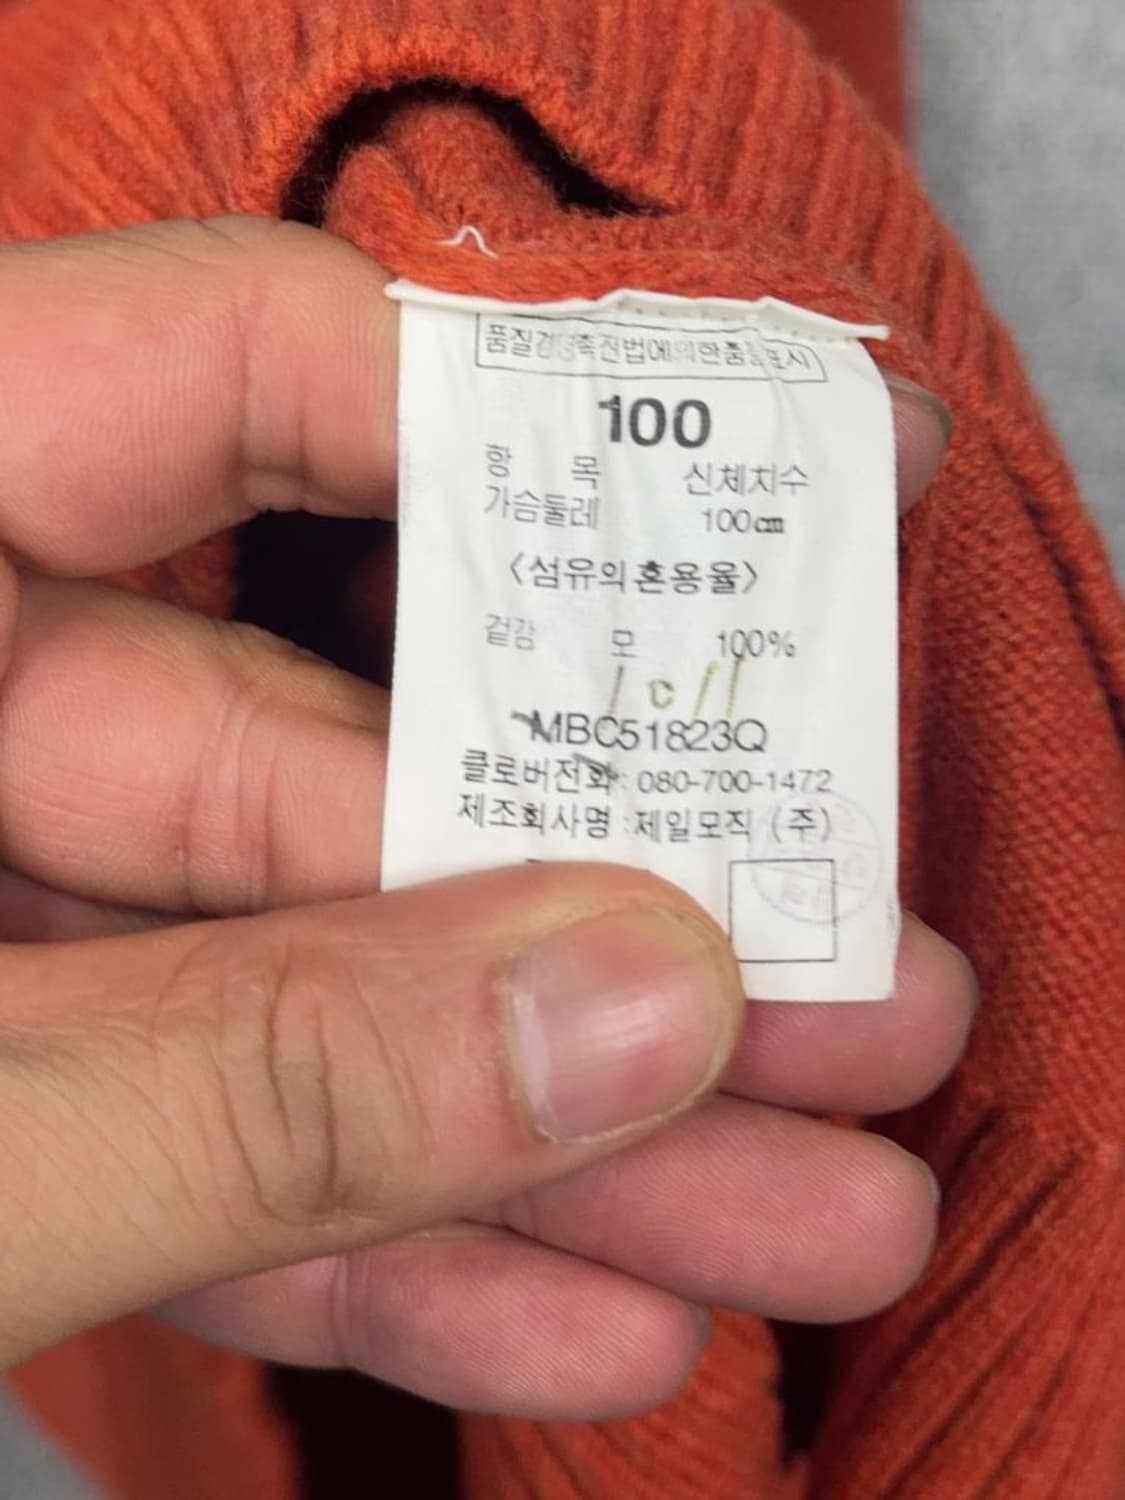 품질경영촉진법에의한품질표시
100
항 목 신체치수
가슴둘레 100㎝
〈섬유의혼용율〉
겉감 모 100%
MBC51823Q
클로버전화 : 080-700-1472
제조회사명 : 제일모직 (주)